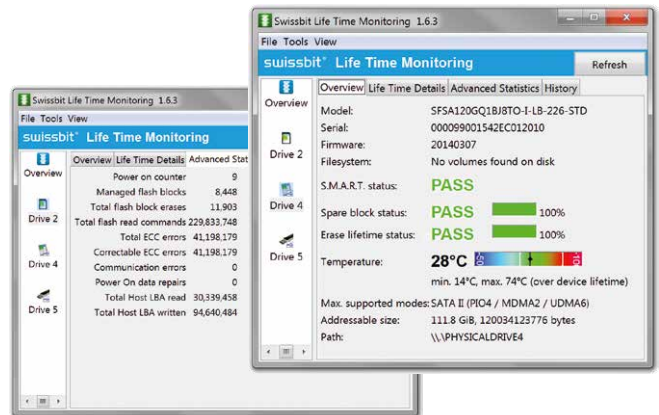 Swissbit Life Time Monitoring 1.6.3
File Tools View
swissbit® Life Time Monitoring
Refresh
Overview
Drive 2
Drive 4
Drive 5
Overview Life Time Details Advanced Statistics History
Model: SFSA120GQ1BJ8TO-I-LB-226-STD
Serial: 000099001542EC012010
Firmware: 20140307
Filesystem: No volumes found on disk
S.M.A.R.T. status: PASS
Spare block status: PASS 100%
Erase lifetime status: PASS 100%
Temperature: 28°C
min. 14°C, max. 74°C (over device lifetime)
Max. supported modes: SATA II (PIO4 / MDMA2 / UDMA6)
Addressable size: 111.8 GiB, 120034123776 bytes
Path: \\.\PHYSICALDRIVE4
Swissbit Life Time Monitoring 1.6.3
File Tools View
swissbit® Life Time Monitoring
Overview
Drive 2
Drive 4
Drive 5
Overview Life Time Details Advanced Stat
Power on counter 9
Managed flash blocks 8,448
Total flash block erases 11,903
Total flash read commands 229,833,748
Total ECC errors 41,198,179
Correctable ECC errors 41,198,179
Communication errors 0
Power On data repairs 0
Total Host LBA read 30,339,458
Total Host LBA written 94,640,484